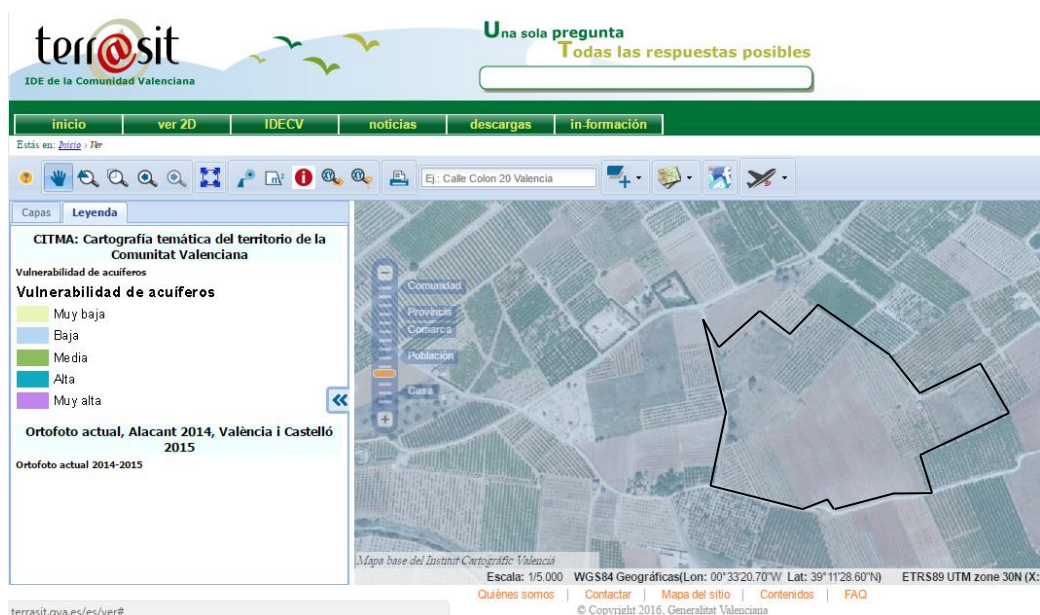 terr@sit
IDE de la Comunidad Valenciana
Una sola pregunta
Todas las respuestas posibles
inicio
ver 2D
IDECV
noticias
descargas
in-formación
Estás en: Inicio › Ver
Ej.: Calle Colon 20 Valencia
Capas
Leyenda
CITMA: Cartografía temática del territorio de la
Comunitat Valenciana
Vulnerabilidad de acuíferos
Vulnerabilidad de acuíferos
Muy baja
Baja
Media
Alta
Muy alta
Ortofoto actual, Alacant 2014, València i Castelló
2015
Ortofoto actual 2014-2015
Comunidad
Provincia
Comarca
Población
Casa
Mapa base del Institut Cartogràfic Valencià
Escala: 1/5.000 WGS84 Geográficas(Lon: 00°33'20.70"W Lat: 39°11'28.60"N) ETRS89 UTM zone 30N (X:
Quiénes somos | Contactar | Mapa del sitio | Contenidos | FAQ
© Copyright 2016, Generalitat Valenciana
terrasit.gva.es/es/ver#